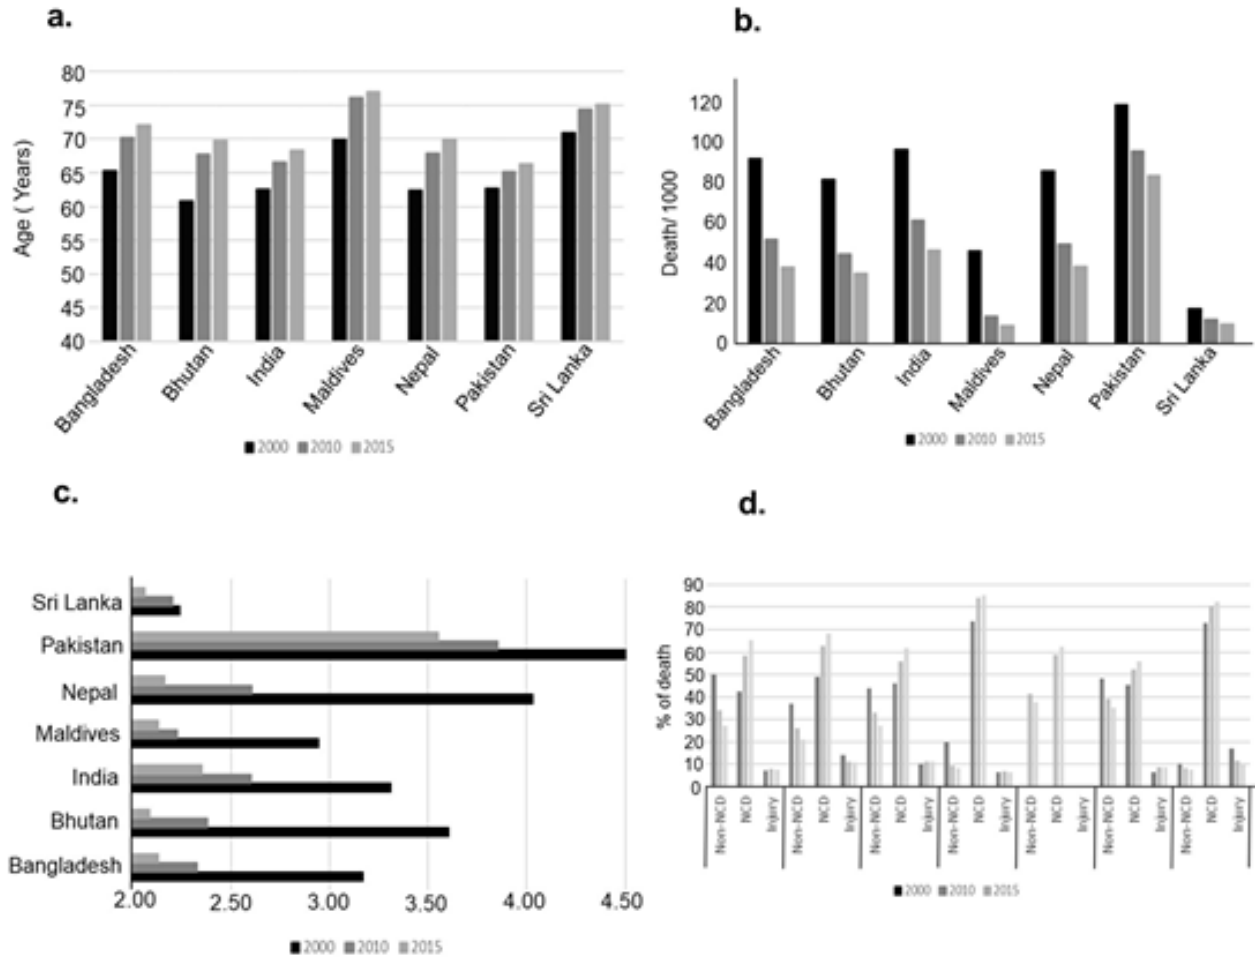 a.
80
75
70
65
60
55
50
45
40
Age ( Years)
Bangladesh
Bhutan
India
Maldives
Nepal
Pakistan
Sri Lanka
2000 2010 2015
b.
120
100
80
60
40
20
0
Death/ 1000
Bangladesh
Bhutan
India
Maldives
Nepal
Pakistan
Sri Lanka
2000 2010 2015
c.
Sri Lanka
Pakistan
Nepal
Maldives
India
Bhutan
Bangladesh
2.00 2.50 3.00 3.50 4.00 4.50
2000 2010 2015
d.
90
80
70
60
50
40
30
20
10
0
% of death
Non-NCD
NCD
Injury
Non-NCD
NCD
Injury
Non-NCD
NCD
Injury
Non-NCD
NCD
Injury
Non-NCD
NCD
Injury
Non-NCD
NCD
Injury
Non-NCD
NCD
Injury
2000 2010 2015